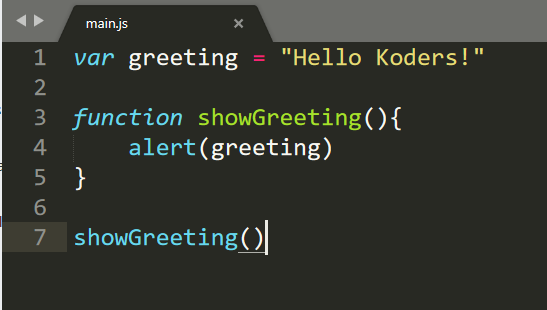 main.js
1 var greeting = "Hello Koders!"
2
3 function showGreeting(){
4     alert(greeting)
5 }
6
7 showGreeting()